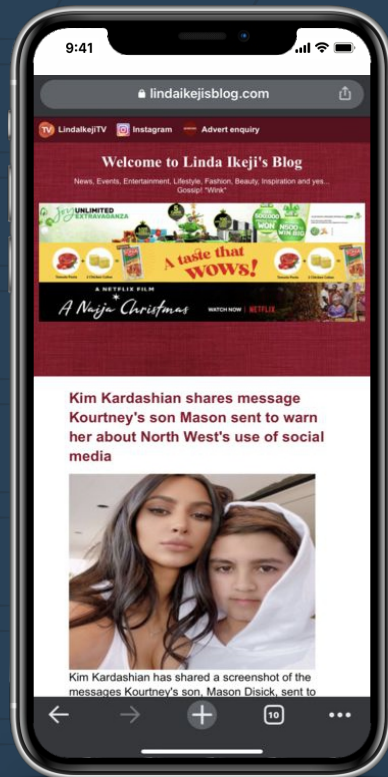 9:41
lindaikejisblog.com
TV LindaIkejiTV Instagram Advert enquiry
Welcome to Linda Ikeji's Blog
News, Events, Entertainment, Lifestyle, Fashion, Beauty, Inspiration and yes...
Gossip! *Wink*
Joy UNLIMITED
EXTRAVAGANZA
WON
A taste that
WOWS!
A NETFLIX FILM
A Naija Christmas
WATCH NOW | NETFLIX
Kim Kardashian shares message
Kourtney's son Mason sent to warn
her about North West's use of social
media
Kim Kardashian has shared a screenshot of the
messages Kourtney's son, Mason Disick, sent to
10